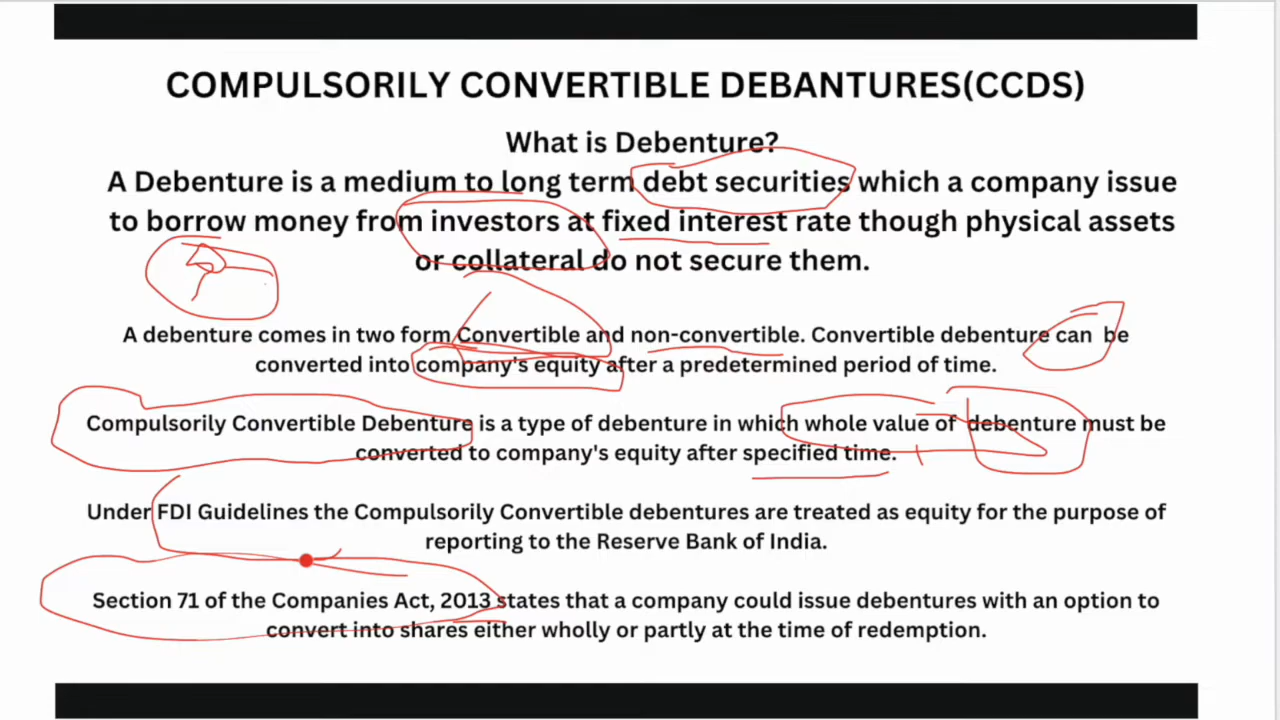 COMPULSORILY CONVERTIBLE DEBANTURES(CCDS)
What is Debenture?
A Debenture is a medium to long term debt securities which a company issue
to borrow money from investors at fixed interest rate though physical assets
or collateral do not secure them.
A debenture comes in two form Convertible and non-convertible. Convertible debenture can be
converted into company's equity after a predetermined period of time.
Compulsorily Convertible Debenture is a type of debenture in which whole value of debenture must be
converted to company's equity after specified time.
Under FDI Guidelines the Compulsorily Convertible debentures are treated as equity for the purpose of
reporting to the Reserve Bank of India.
Section 71 of the Companies Act, 2013 states that a company could issue debentures with an option to
convert into shares either wholly or partly at the time of redemption.